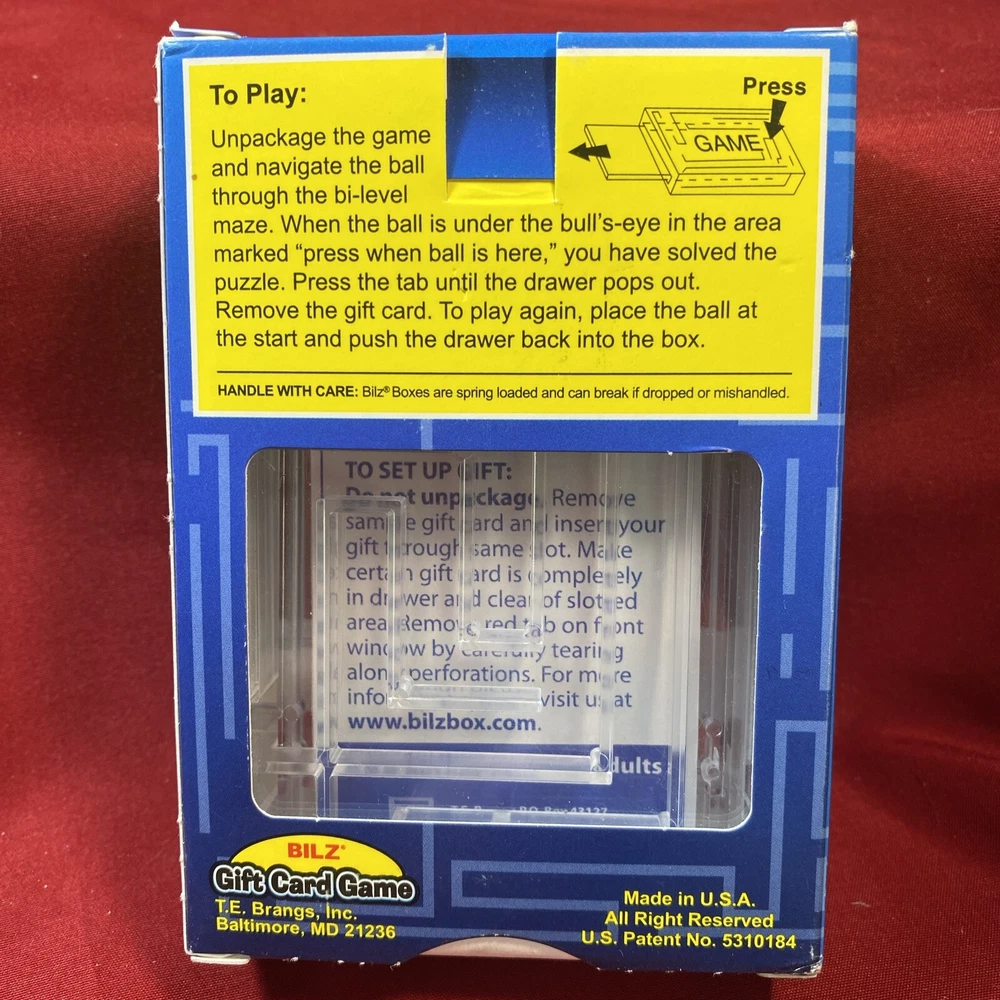 To Play:
Unpackage the game
and navigate the ball
through the bi-level
maze. When the ball is under the bull's-eye in the area
marked “press when ball is here,” you have solved the
puzzle. Press the tab until the drawer pops out.
Remove the gift card. To play again, place the ball at
the start and push the drawer back into the box.
Press
GAME
HANDLE WITH CARE: Bilz® Boxes are spring loaded and can break if dropped or mishandled.
TO SET UP GIFT:
Do not unpackage. Remove
sample gift card and insert your
gift through same slot. Make
certain gift card is completely
in drawer and clear of slotted
area. Remove red tab on front
window by carefully tearing
along perforations. For more
info visit us at
www.bilzbox.com.
dults
BILZ®
Gift Card Game
T.E. Brangs, Inc.
Baltimore, MD 21236
Made in U.S.A.
All Right Reserved
U.S. Patent No. 5310184